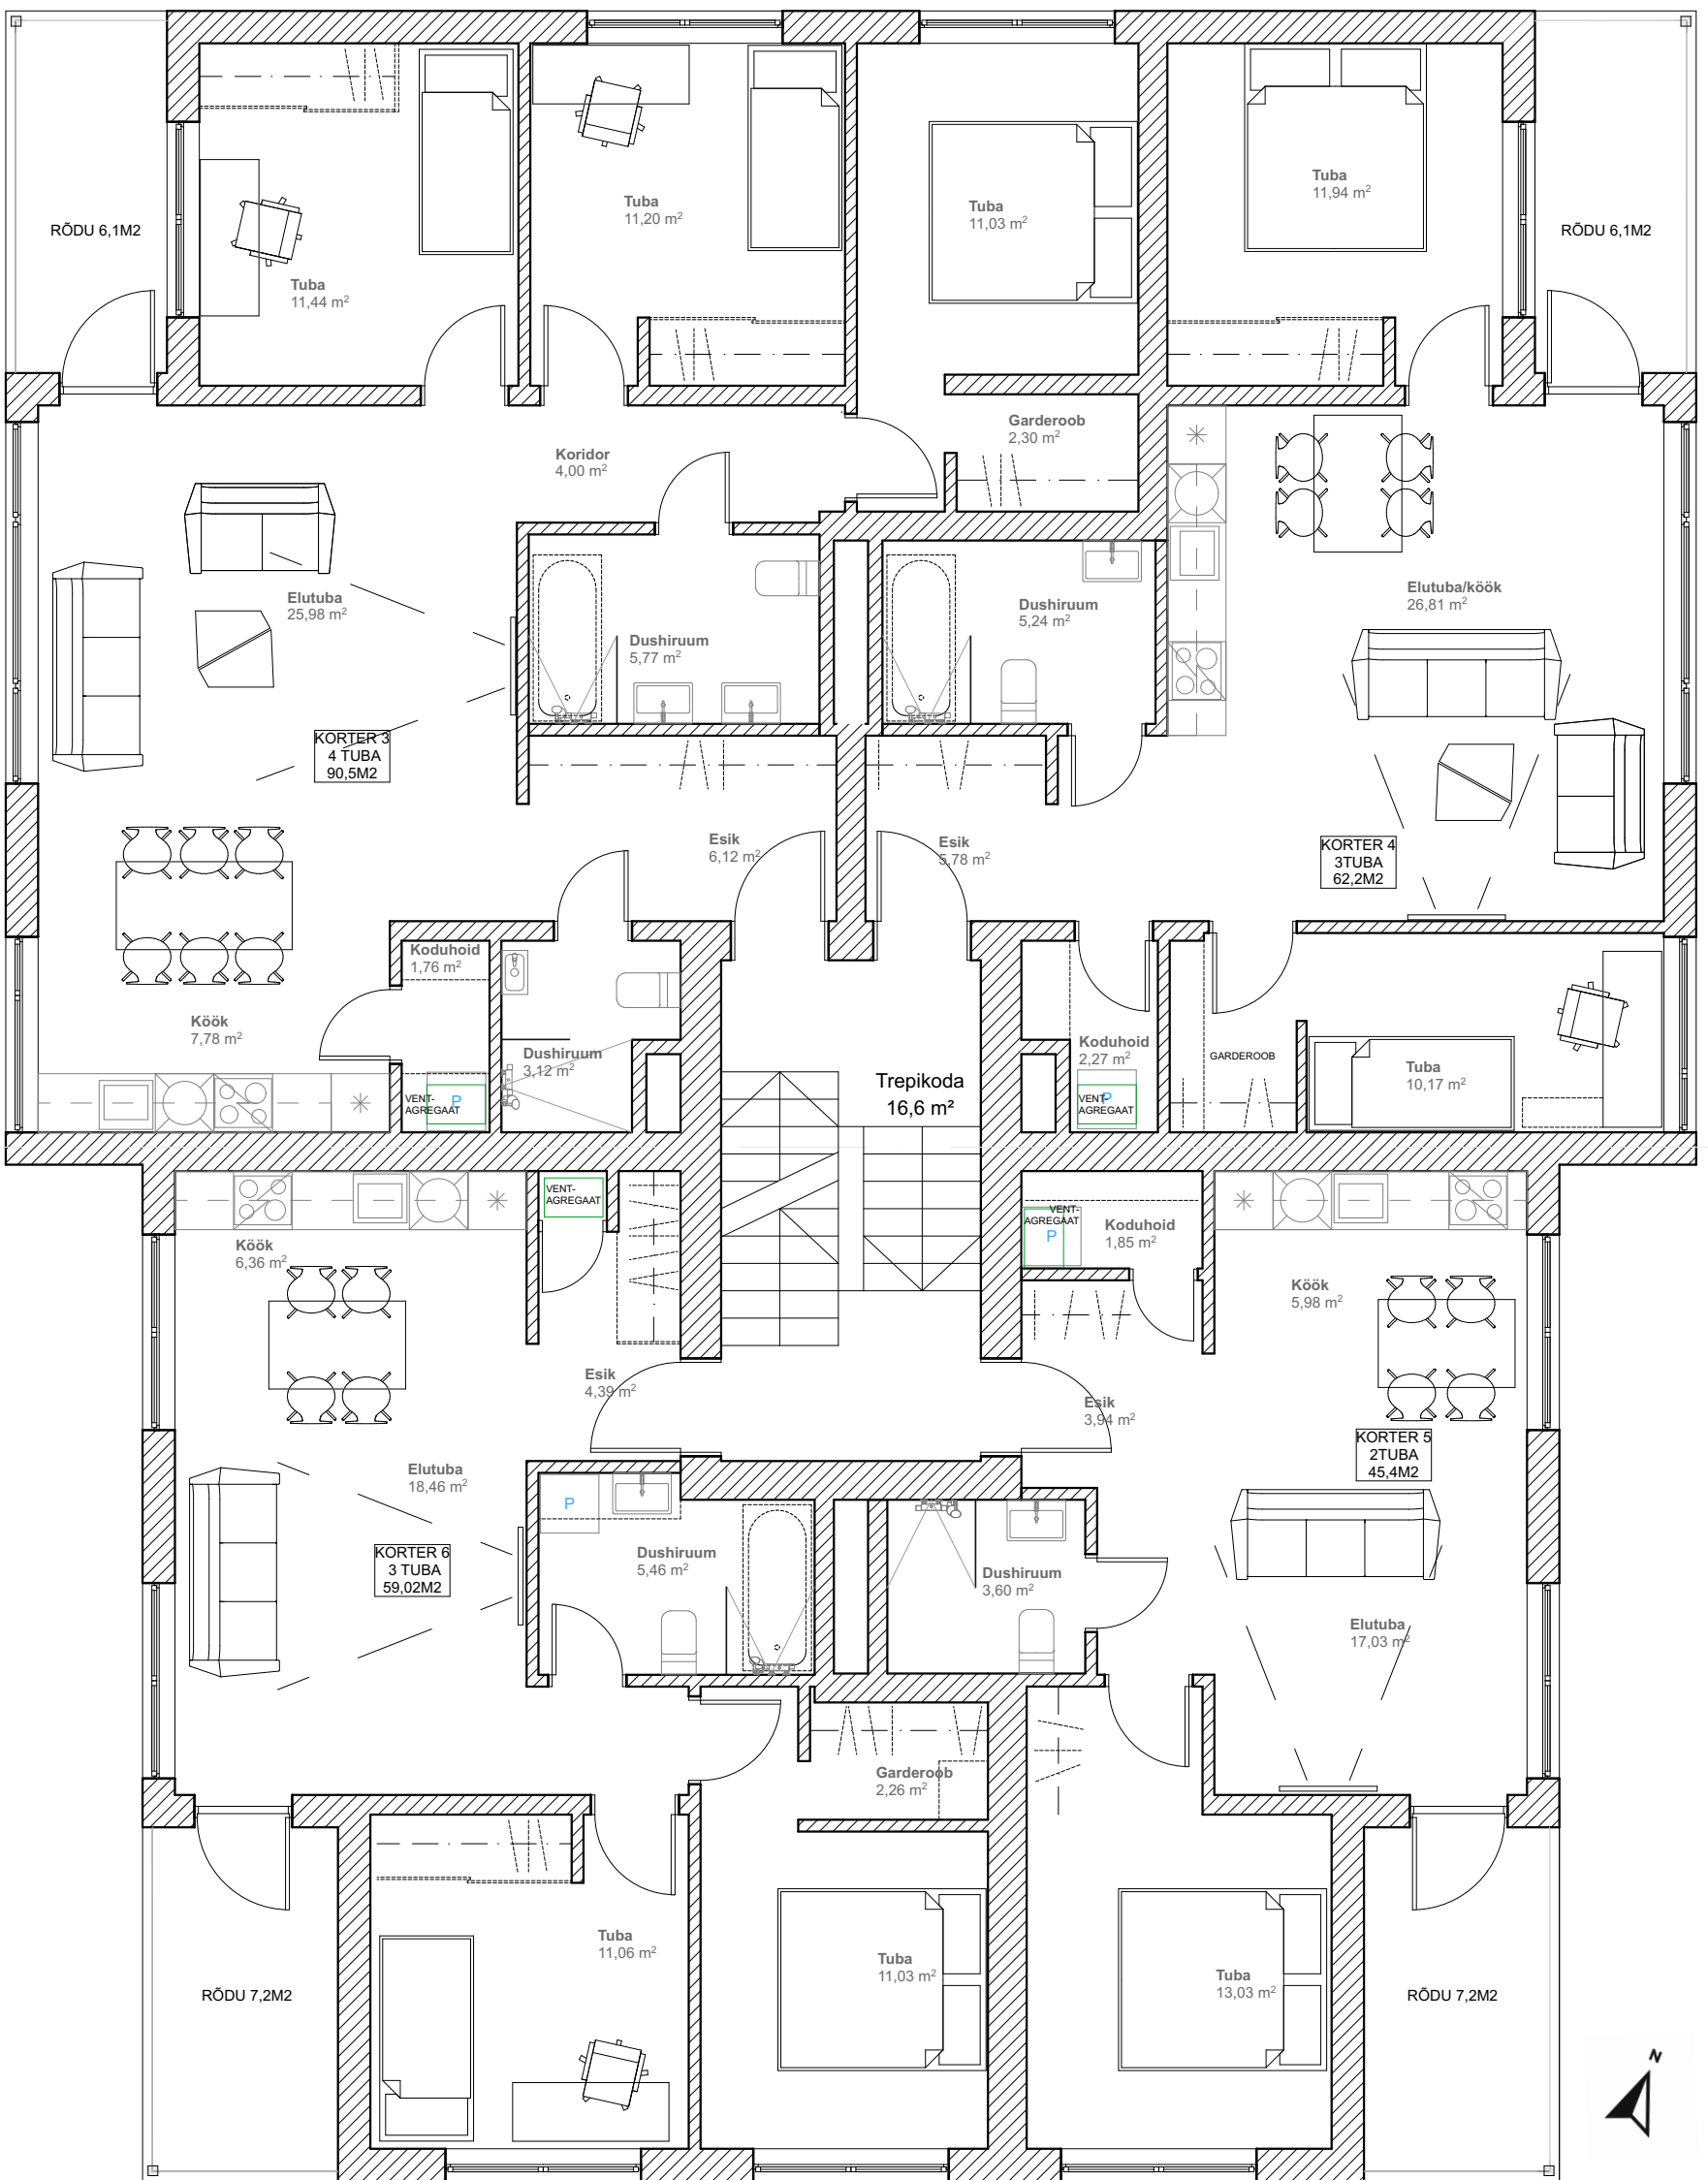 RÕDU 6,1M2
Tuba
11,44 m²
Tuba
11,20 m²
Tuba
11,03 m²
Tuba
11,94 m²
RÕDU 6,1M2
Koridor
4,00 m²
Garderoob
2,30 m²
Elutuba
25,98 m²
Dushiruum
5,77 m²
Dushiruum
5,24 m²
Elutuba/köök
26,81 m²
KORTER 3
4 TUBA
90,5M2
Esik
6,12 m²
Esik
5,78 m²
KORTER 4
3TUBA
62,2M2
Koduhoid
1,76 m²
Köök
7,78 m²
Dushiruum
3,12 m²
VENT-
AGREGAAT
P
Trepikoda
16,6 m²
Koduhoid
2,27 m²
VENT-
AGREGAAT
P
GARDEROOB
Tuba
10,17 m²
Köök
6,36 m²
VENT-
AGREGAAT
VENT-
AGREGAAT
P
Koduhoid
1,85 m²
Köök
5,98 m²
Esik
4,39 m²
Esik
3,94 m²
KORTER 5
2TUBA
45,4M2
Elutuba
18,46 m²
P
KORTER 6
3 TUBA
59,02M2
Dushiruum
5,46 m²
Dushiruum
3,60 m²
Elutuba
17,03 m²
Garderoob
2,26 m²
Tuba
11,06 m²
Tuba
11,03 m²
Tuba
13,03 m²
RÕDU 7,2M2
RÕDU 7,2M2
N